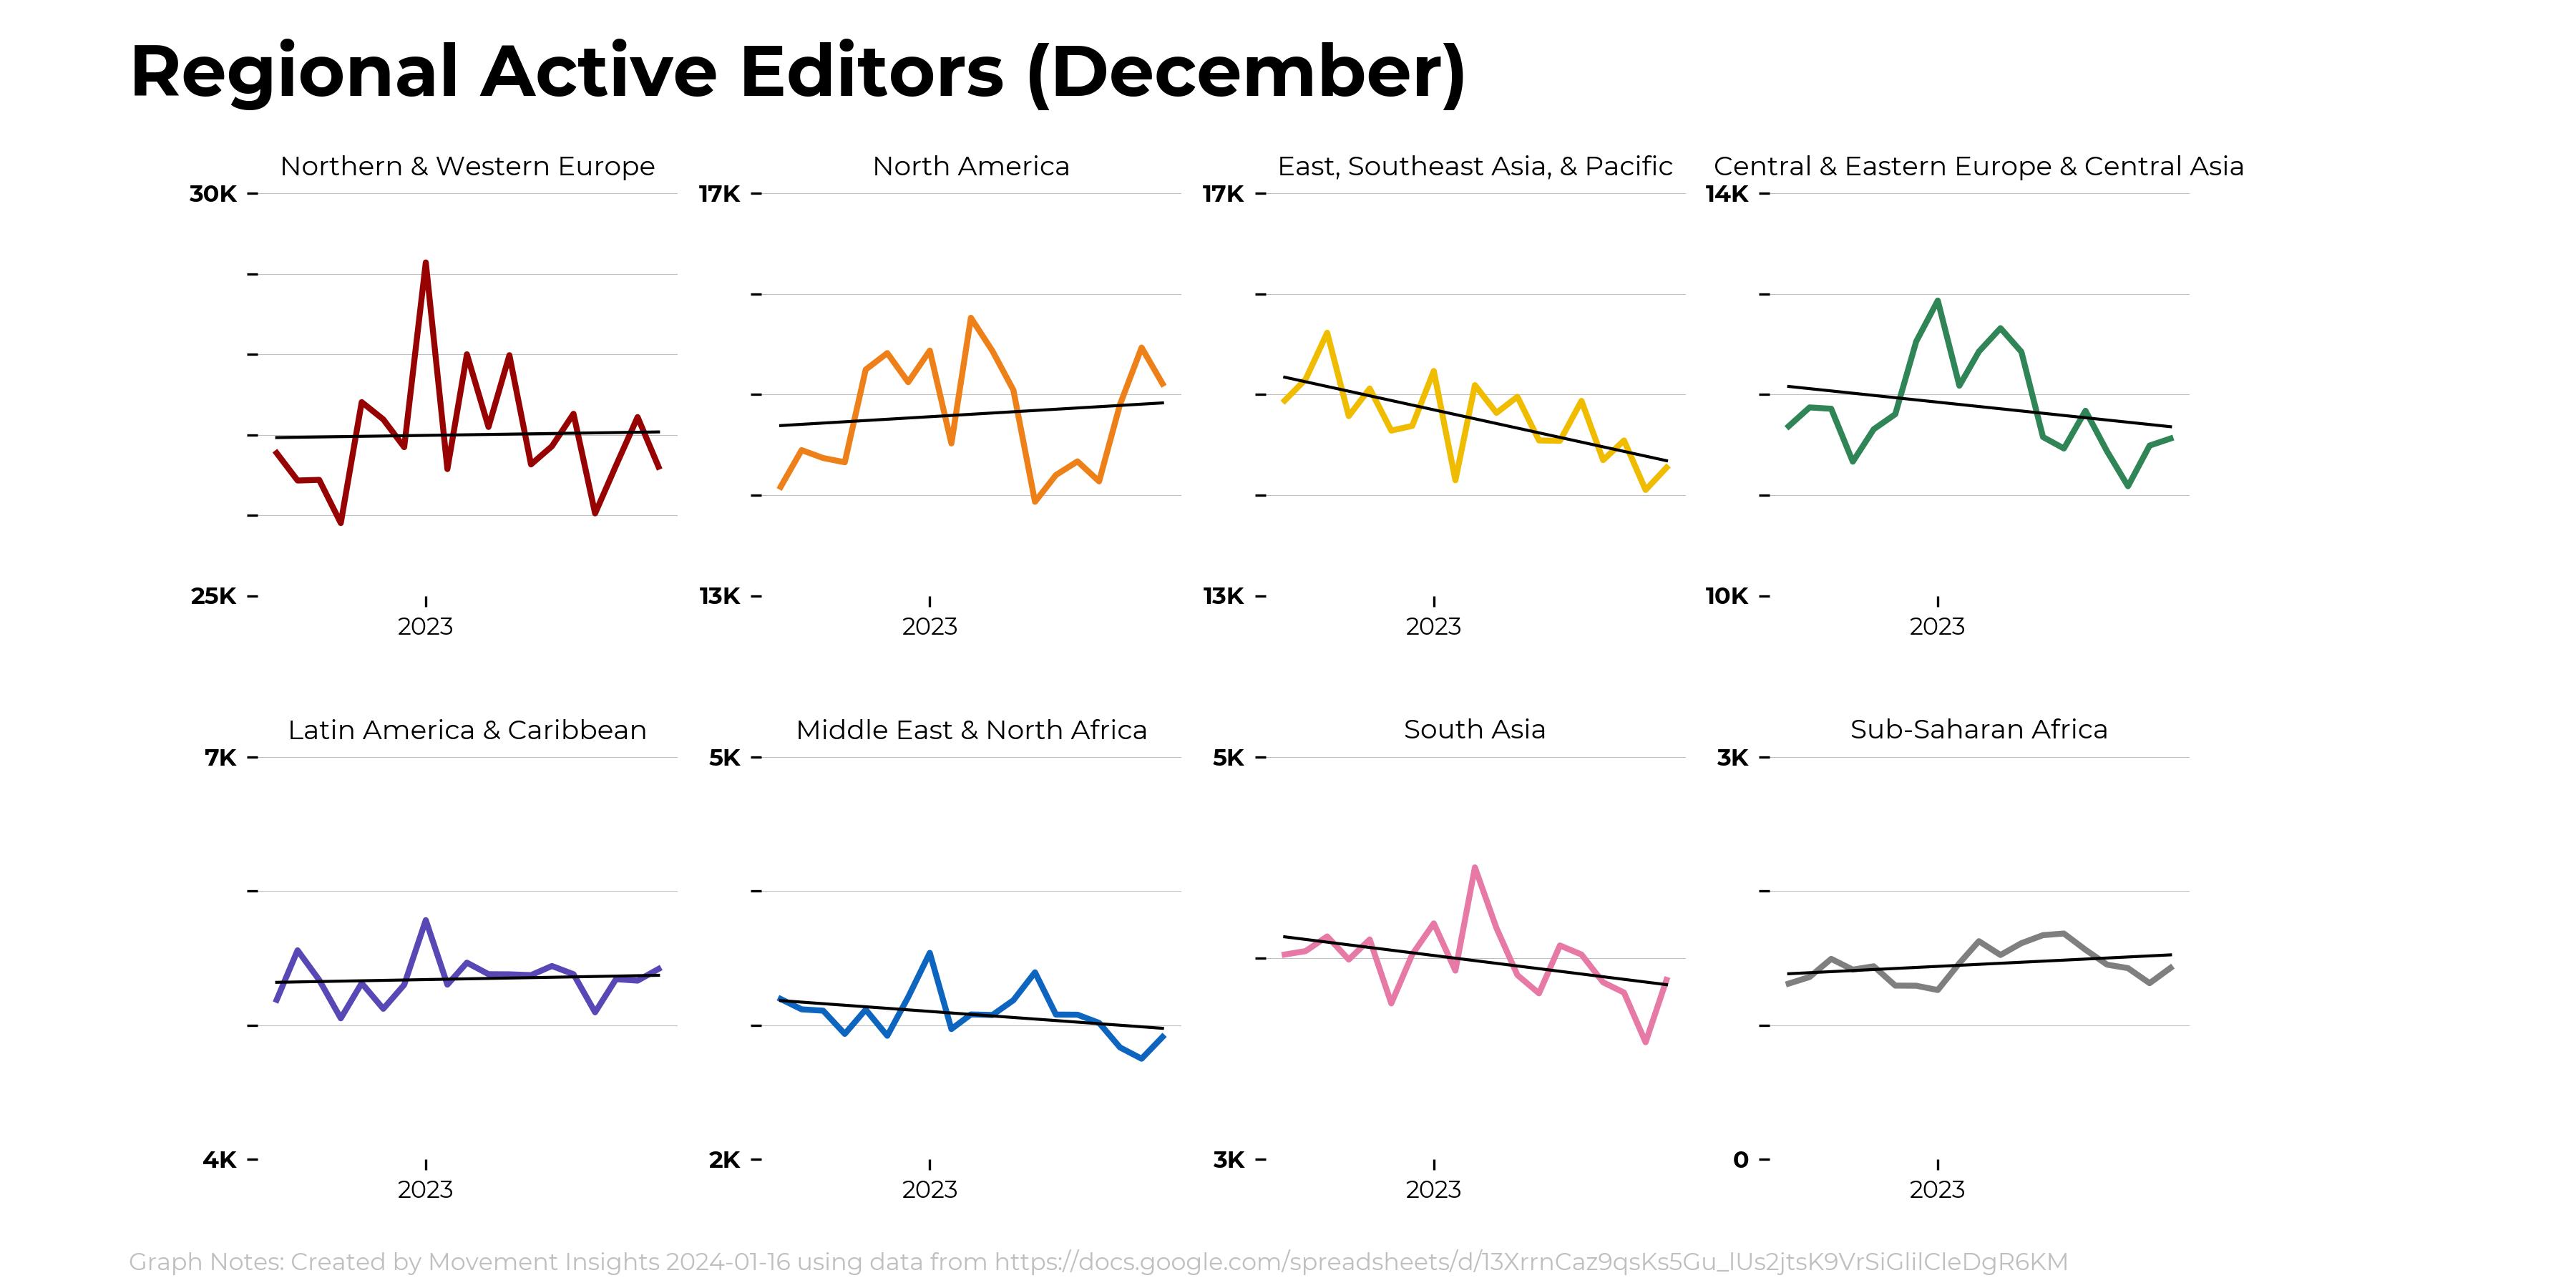 Regional Active Editors (December)
Northern & Western Europe
North America
East, Southeast Asia, & Pacific
Central & Eastern Europe & Central Asia
30K
17K
17K
14K
25K
13K
13K
10K
2023
2023
2023
2023
Latin America & Caribbean
Middle East & North Africa
South Asia
Sub-Saharan Africa
7K
5K
5K
3K
4K
2K
3K
0
2023
2023
2023
2023
Graph Notes: Created by Movement Insights 2024-01-16 using data from https://docs.google.com/spreadsheets/d/13XrrnCaz9qsKs5Gu_lUs2jtsK9VrSiGlilCleDgR6KM